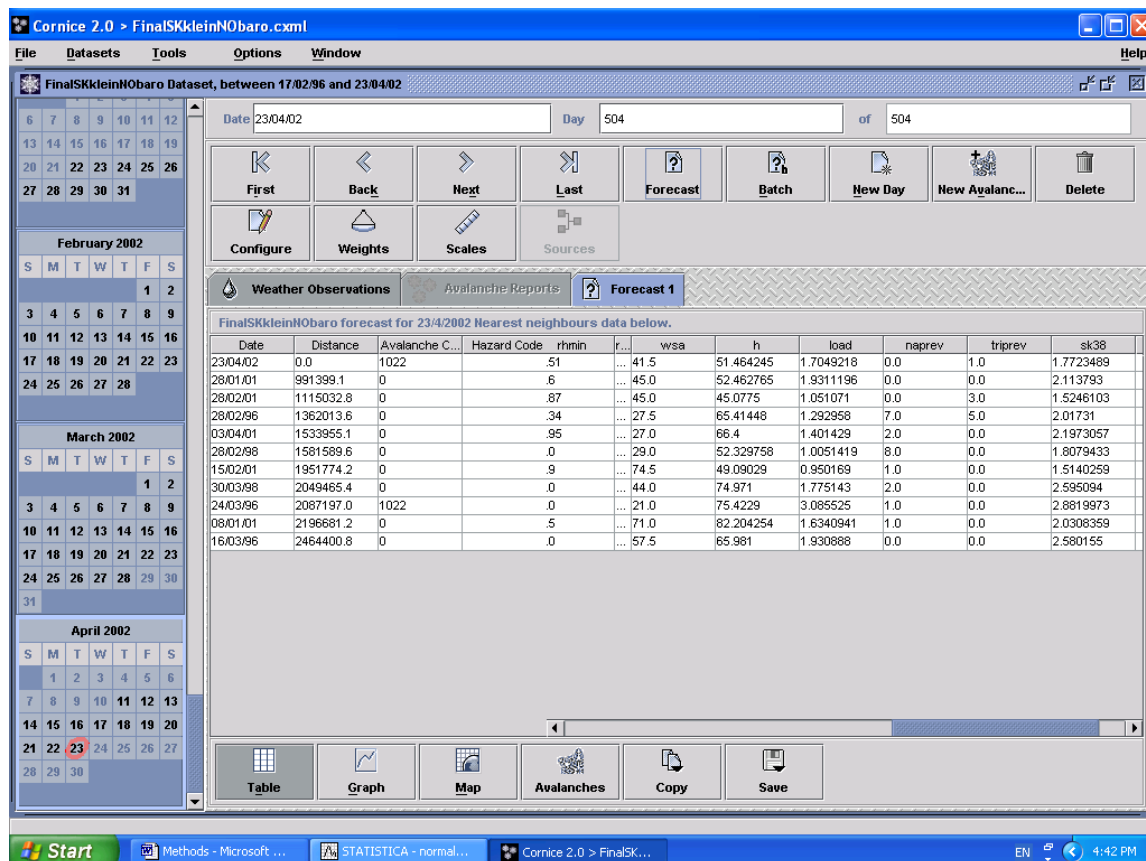 Cornice 2.0 > FinalSKkleinNObaro.cxml
File Datasets Tools Options Window Help
FinalSKkleinNObaro Dataset, between 17/02/96 and 23/04/02
6 7 8 9 10 11 12
13 14 15 16 17 18 19
20 21 22 23 24 25 26
27 28 29 30 31
February 2002
S M T W T F S
1 2
3 4 5 6 7 8 9
10 11 12 13 14 15 16
17 18 19 20 21 22 23
24 25 26 27 28
March 2002
S M T W T F S
1 2
3 4 5 6 7 8 9
10 11 12 13 14 15 16
17 18 19 20 21 22 23
24 25 26 27 28 29 30
31
April 2002
S M T W T F S
1 2 3 4 5 6
7 8 9 10 11 12 13
14 15 16 17 18 19 20
21 22 23 24 25 26 27
28 29 30
Date 23/04/02 Day 504 of 504
First Back Next Last Forecast Batch New Day New Avalanc... Delete
Configure Weights Scales Sources
Weather Observations Avalanche Reports Forecast 1
FinalSKkleinNObaro forecast for 23/4/2002 Nearest neighbours data below.
Date Distance Avalanche C... Hazard Code rhmin r... wsa h load naprev triprev sk38
23/04/02 0.0 1022 .51 ... 41.5 51.464245 1.7049218 0.0 1.0 1.7723489
28/01/01 991399.1 0 .6 ... 45.0 52.462765 1.9311196 0.0 0.0 2.113793
28/02/01 1115032.8 0 .87 ... 45.0 45.0775 1.051071 0.0 3.0 1.5246103
28/02/96 1362013.6 0 .34 ... 27.5 65.41448 1.292958 7.0 5.0 2.01731
03/04/01 1533955.1 0 .95 ... 27.0 66.4 1.401429 2.0 0.0 2.1973057
28/02/98 1581589.6 0 .0 ... 29.0 52.329758 1.0051419 8.0 0.0 1.8079433
15/02/01 1951774.2 0 .9 ... 74.5 49.09029 0.950169 1.0 0.0 1.5140259
30/03/98 2049465.4 0 .0 ... 44.0 74.971 1.775143 2.0 0.0 2.595094
24/03/96 2087197.0 1022 .0 ... 21.0 75.4229 3.085525 1.0 0.0 2.8819973
08/01/01 2196681.2 0 .5 ... 71.0 82.204254 1.6340941 1.0 0.0 2.0308359
16/03/96 2464400.8 0 .0 ... 57.5 65.981 1.930888 0.0 0.0 2.580155
Table Graph Map Avalanches Copy Save
Start Methods - Microsoft ... STATISTICA - normal... Cornice 2.0 > FinalSK... EN 4:42 PM